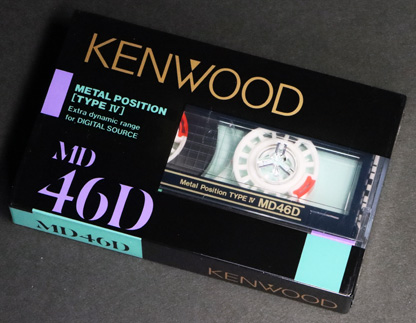 KENWOOD
METAL POSITION
[TYPE IV]
Extra dynamic range
for DIGITAL SOURCE
MD
46D
Metal Position TYPE IV MD46D
MD46D
KENWOOD